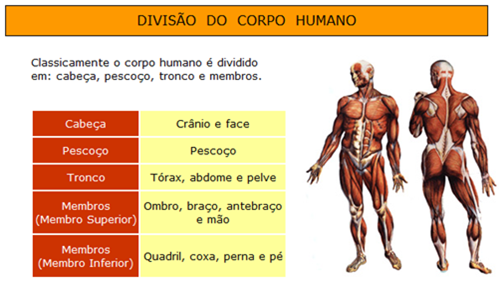 DIVISÃO DO CORPO HUMANO
Classicamente o corpo humano é dividido
em: cabeça, pescoço, tronco e membros.
Cabeça
Crânio e face
Pescoço
Pescoço
Tronco
Tórax, abdome e pelve
Membros
(Membro Superior)
Ombro, braço, antebraço
e mão
Membros
(Membro Inferior)
Quadril, coxa, perna e pé